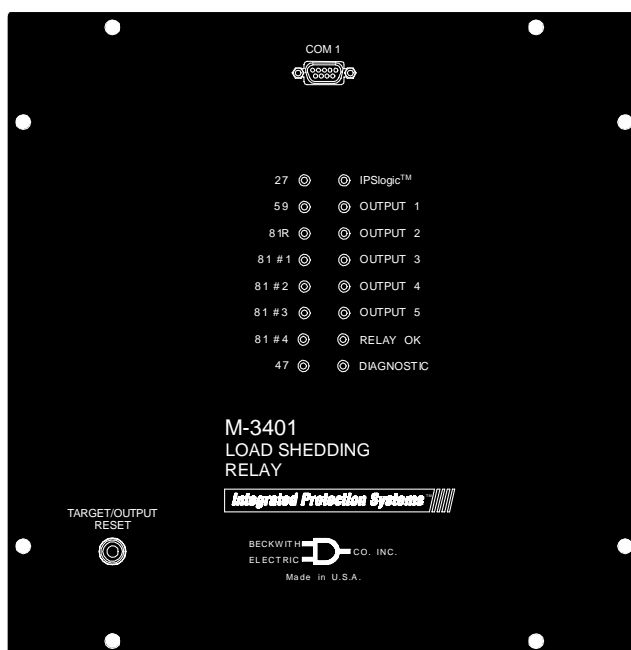 COM 1
27 IPSlogic™
59 OUTPUT 1
81R OUTPUT 2
81 #1 OUTPUT 3
81 #2 OUTPUT 4
81 #3 OUTPUT 5
81 #4 RELAY OK
47 DIAGNOSTIC
M-3401
LOAD SHEDDING
RELAY
Integrated Protection Systems™
TARGET/OUTPUT
RESET
BECKWITH
ELECTRIC
CO. INC.
Made in U.S.A.